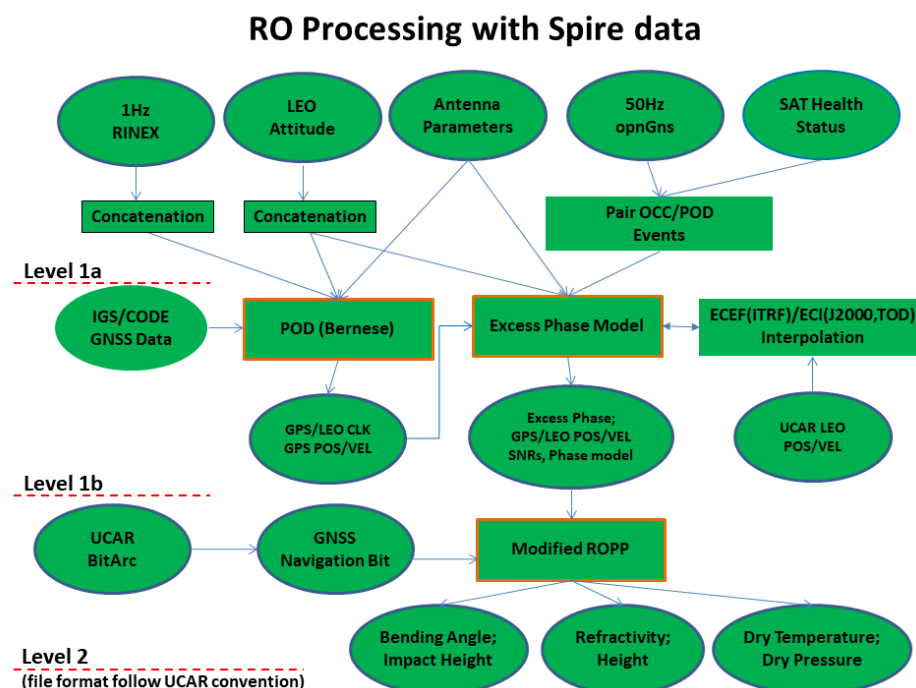 RO Processing with Spire data
1Hz
RINEX
LEO
Attitude
Antenna
Parameters
50Hz
opnGns
SAT Health
Status
Concatenation
Concatenation
Pair OCC/POD
Events
Level 1a
IGS/CODE
GNSS Data
POD (Bernese)
Excess Phase Model
ECEF(ITRF)/ECI(J2000,TOD)
Interpolation
GPS/LEO CLK
GPS POS/VEL
Excess Phase;
GPS/LEO POS/VEL
SNRs, Phase model
UCAR LEO
POS/VEL
Level 1b
UCAR
BitArc
GNSS
Navigation Bit
Modified ROPP
Bending Angle;
Impact Height
Refractivity;
Height
Dry Temperature;
Dry Pressure
Level 2
(file format follow UCAR convention)